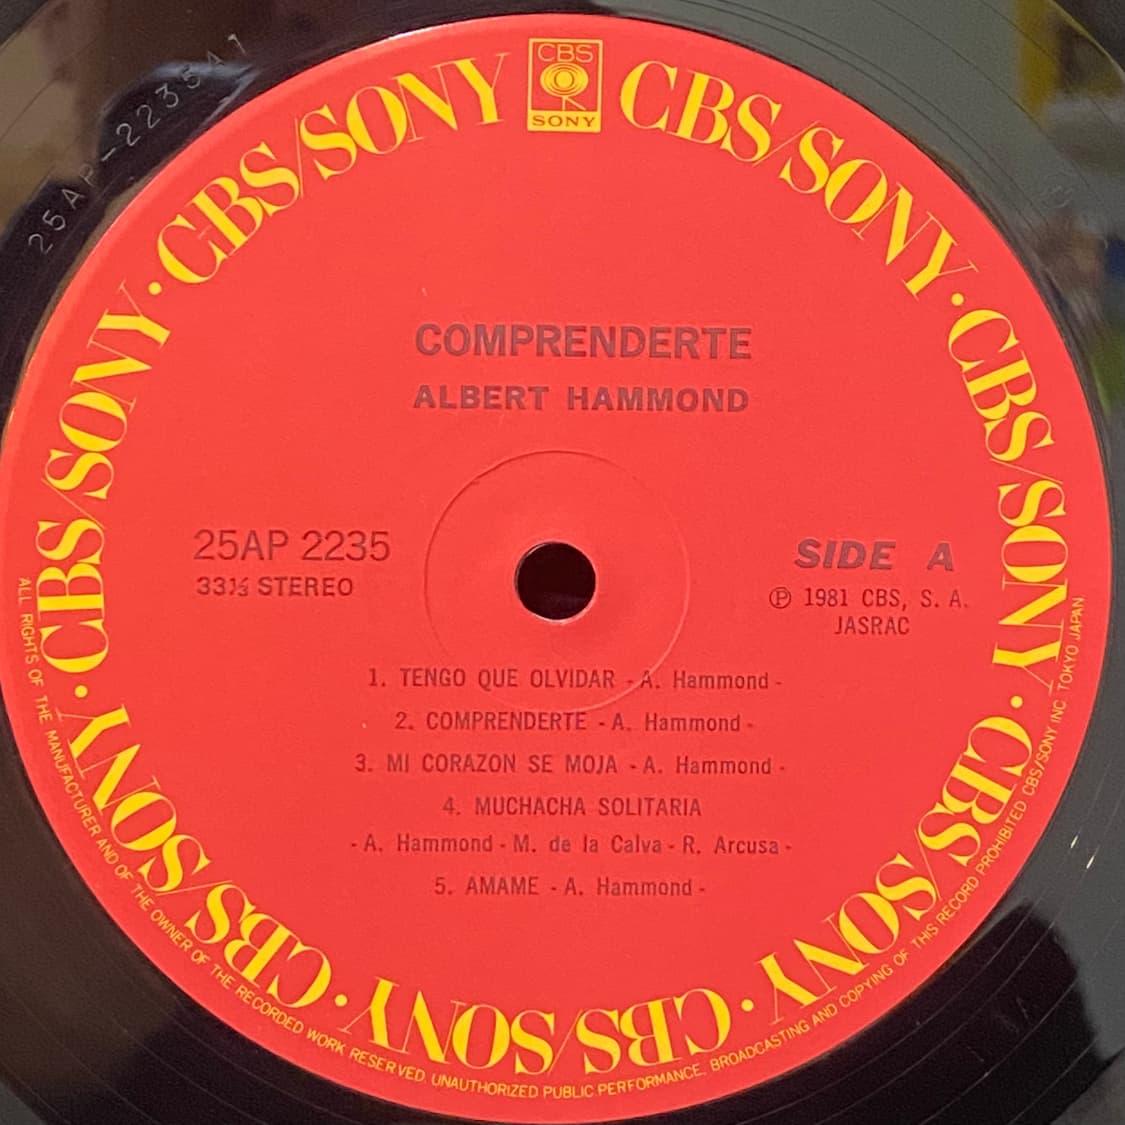 25AP-2235A1
CBS
SONY
CBS/SONY · CBS/SONY · CBS/SONY · CBS/SONY · CBS/SONY · CBS/SONY · CBS/SONY · CBS/SONY
COMPRENDERTE
ALBERT HAMMOND
25AP 2235
33⅓ STEREO
SIDE A
Ⓟ 1981 CBS, S. A.
JASRAC
1. TENGO QUE OLVIDAR - A. Hammond -
2. COMPRENDERTE - A. Hammond -
3. MI CORAZON SE MOJA - A. Hammond -
4. MUCHACHA SOLITARIA
- A. Hammond - M. de la Calva - R. Arcusa -
5. AMAME - A. Hammond -
ALL RIGHTS OF THE MANUFACTURER AND OF THE OWNER OF THE RECORDED WORK RESERVED. UNAUTHORIZED PUBLIC PERFORMANCE, BROADCASTING AND COPYING OF THIS RECORD PROHIBITED CBS/SONY INC. TOKYO JAPAN